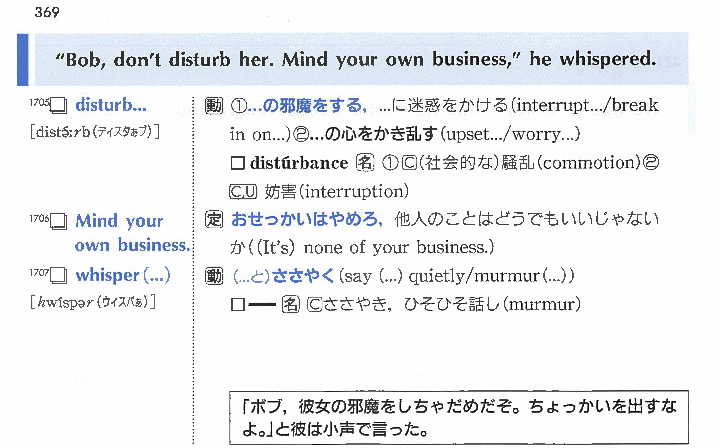 369
“Bob, don't disturb her. Mind your own business,” he whispered.
1705 □ disturb... 動 ①...の邪魔をする，...に迷惑をかける(interrupt.../break
[distə́ːrb(ディスタぁブ)] in on...)②...の心をかき乱す(upset.../worry...)
□ distúrbance 名 ①Ⓒ(社会的な)騒乱(commotion)②
C,U 妨害(interruption)
1706 □ Mind your 定 おせっかいはやめろ，他人のことはどうでもいいじゃない
own business. か((It's) none of your business.)
1707 □ whisper(...) 動 (...と)ささやく(say (...) quietly/murmur(...))
[hwíspər(ウィスパぁ)] □━ 名 Ⓒささやき，ひそひそ話し(murmur)
「ボブ，彼女の邪魔をしちゃだめだぞ。ちょっかいを出すな
よ。」と彼は小声で言った。